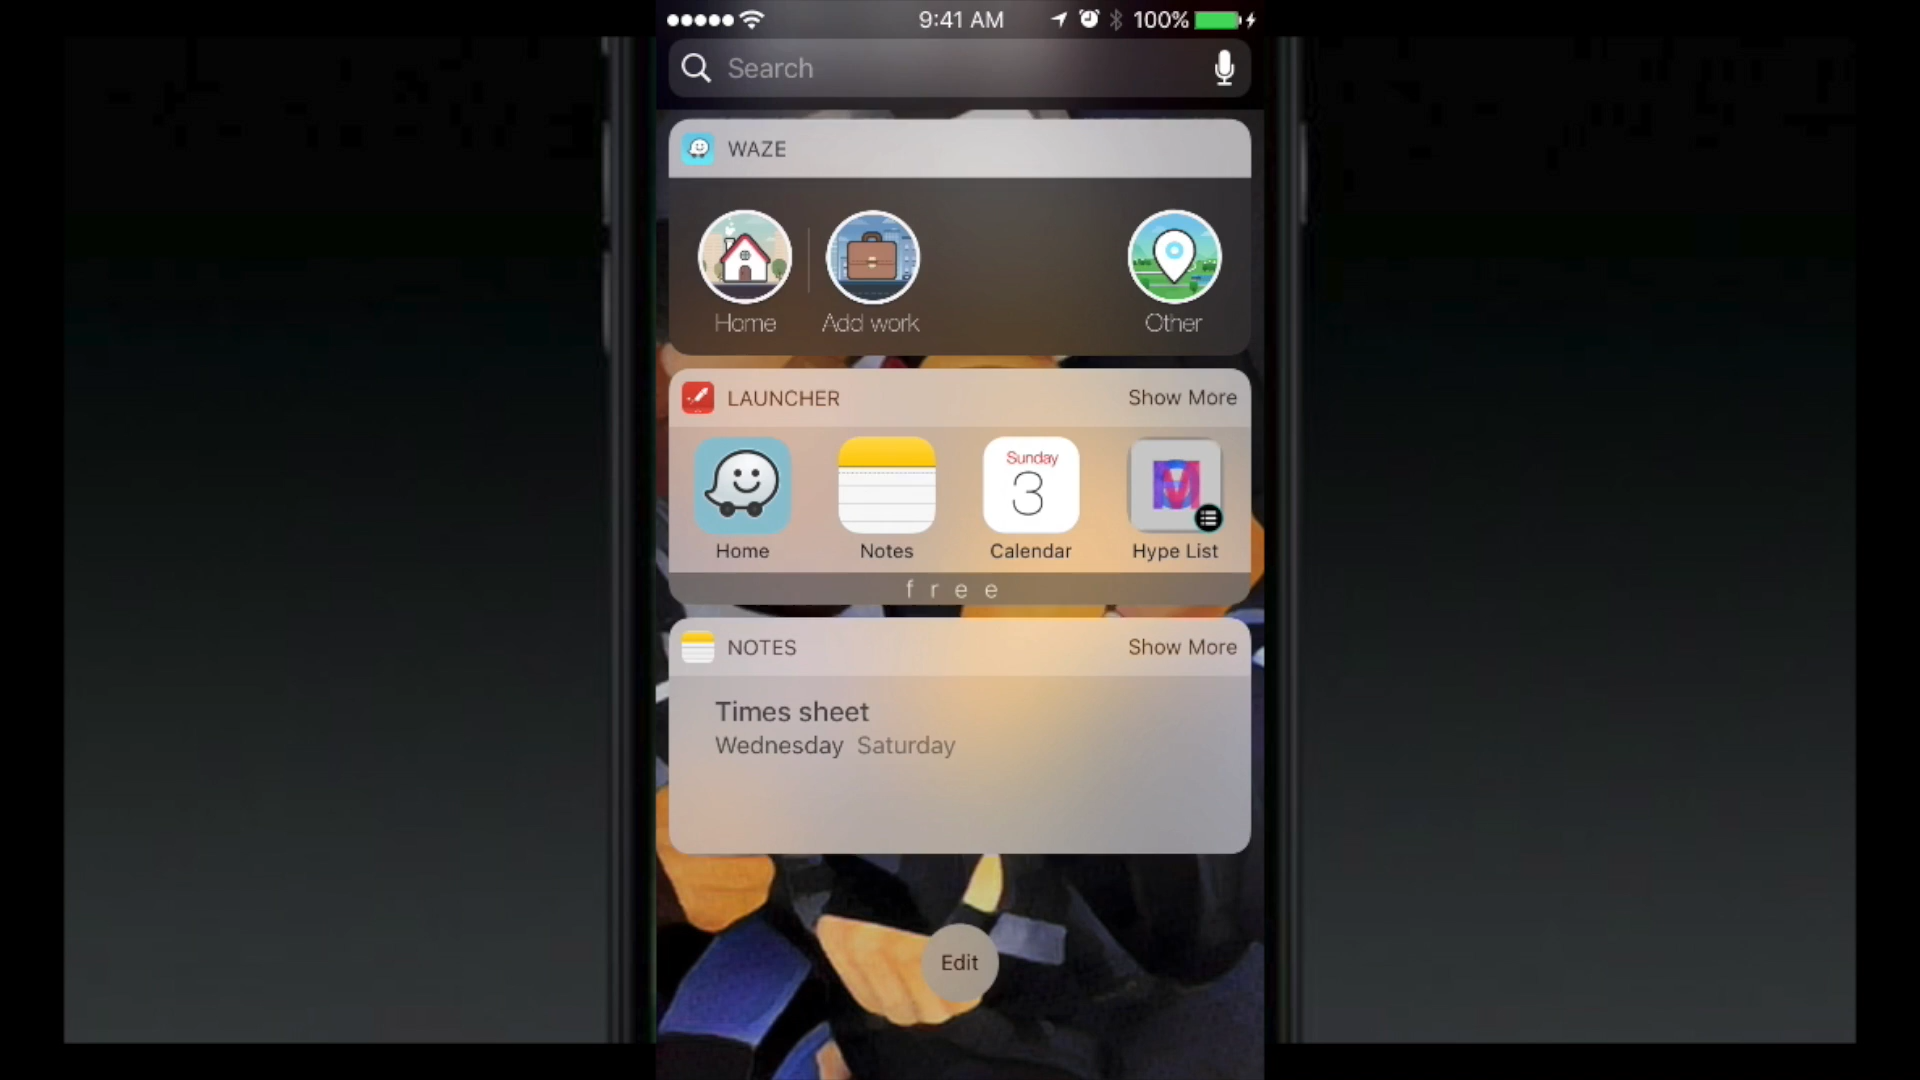 9:41 AM 100%
Search
WAZE
Home Add work Other
LAUNCHER Show More
Sunday
3
Home Notes Calendar Hype List
free
NOTES Show More
Times sheet
Wednesday Saturday
Edit